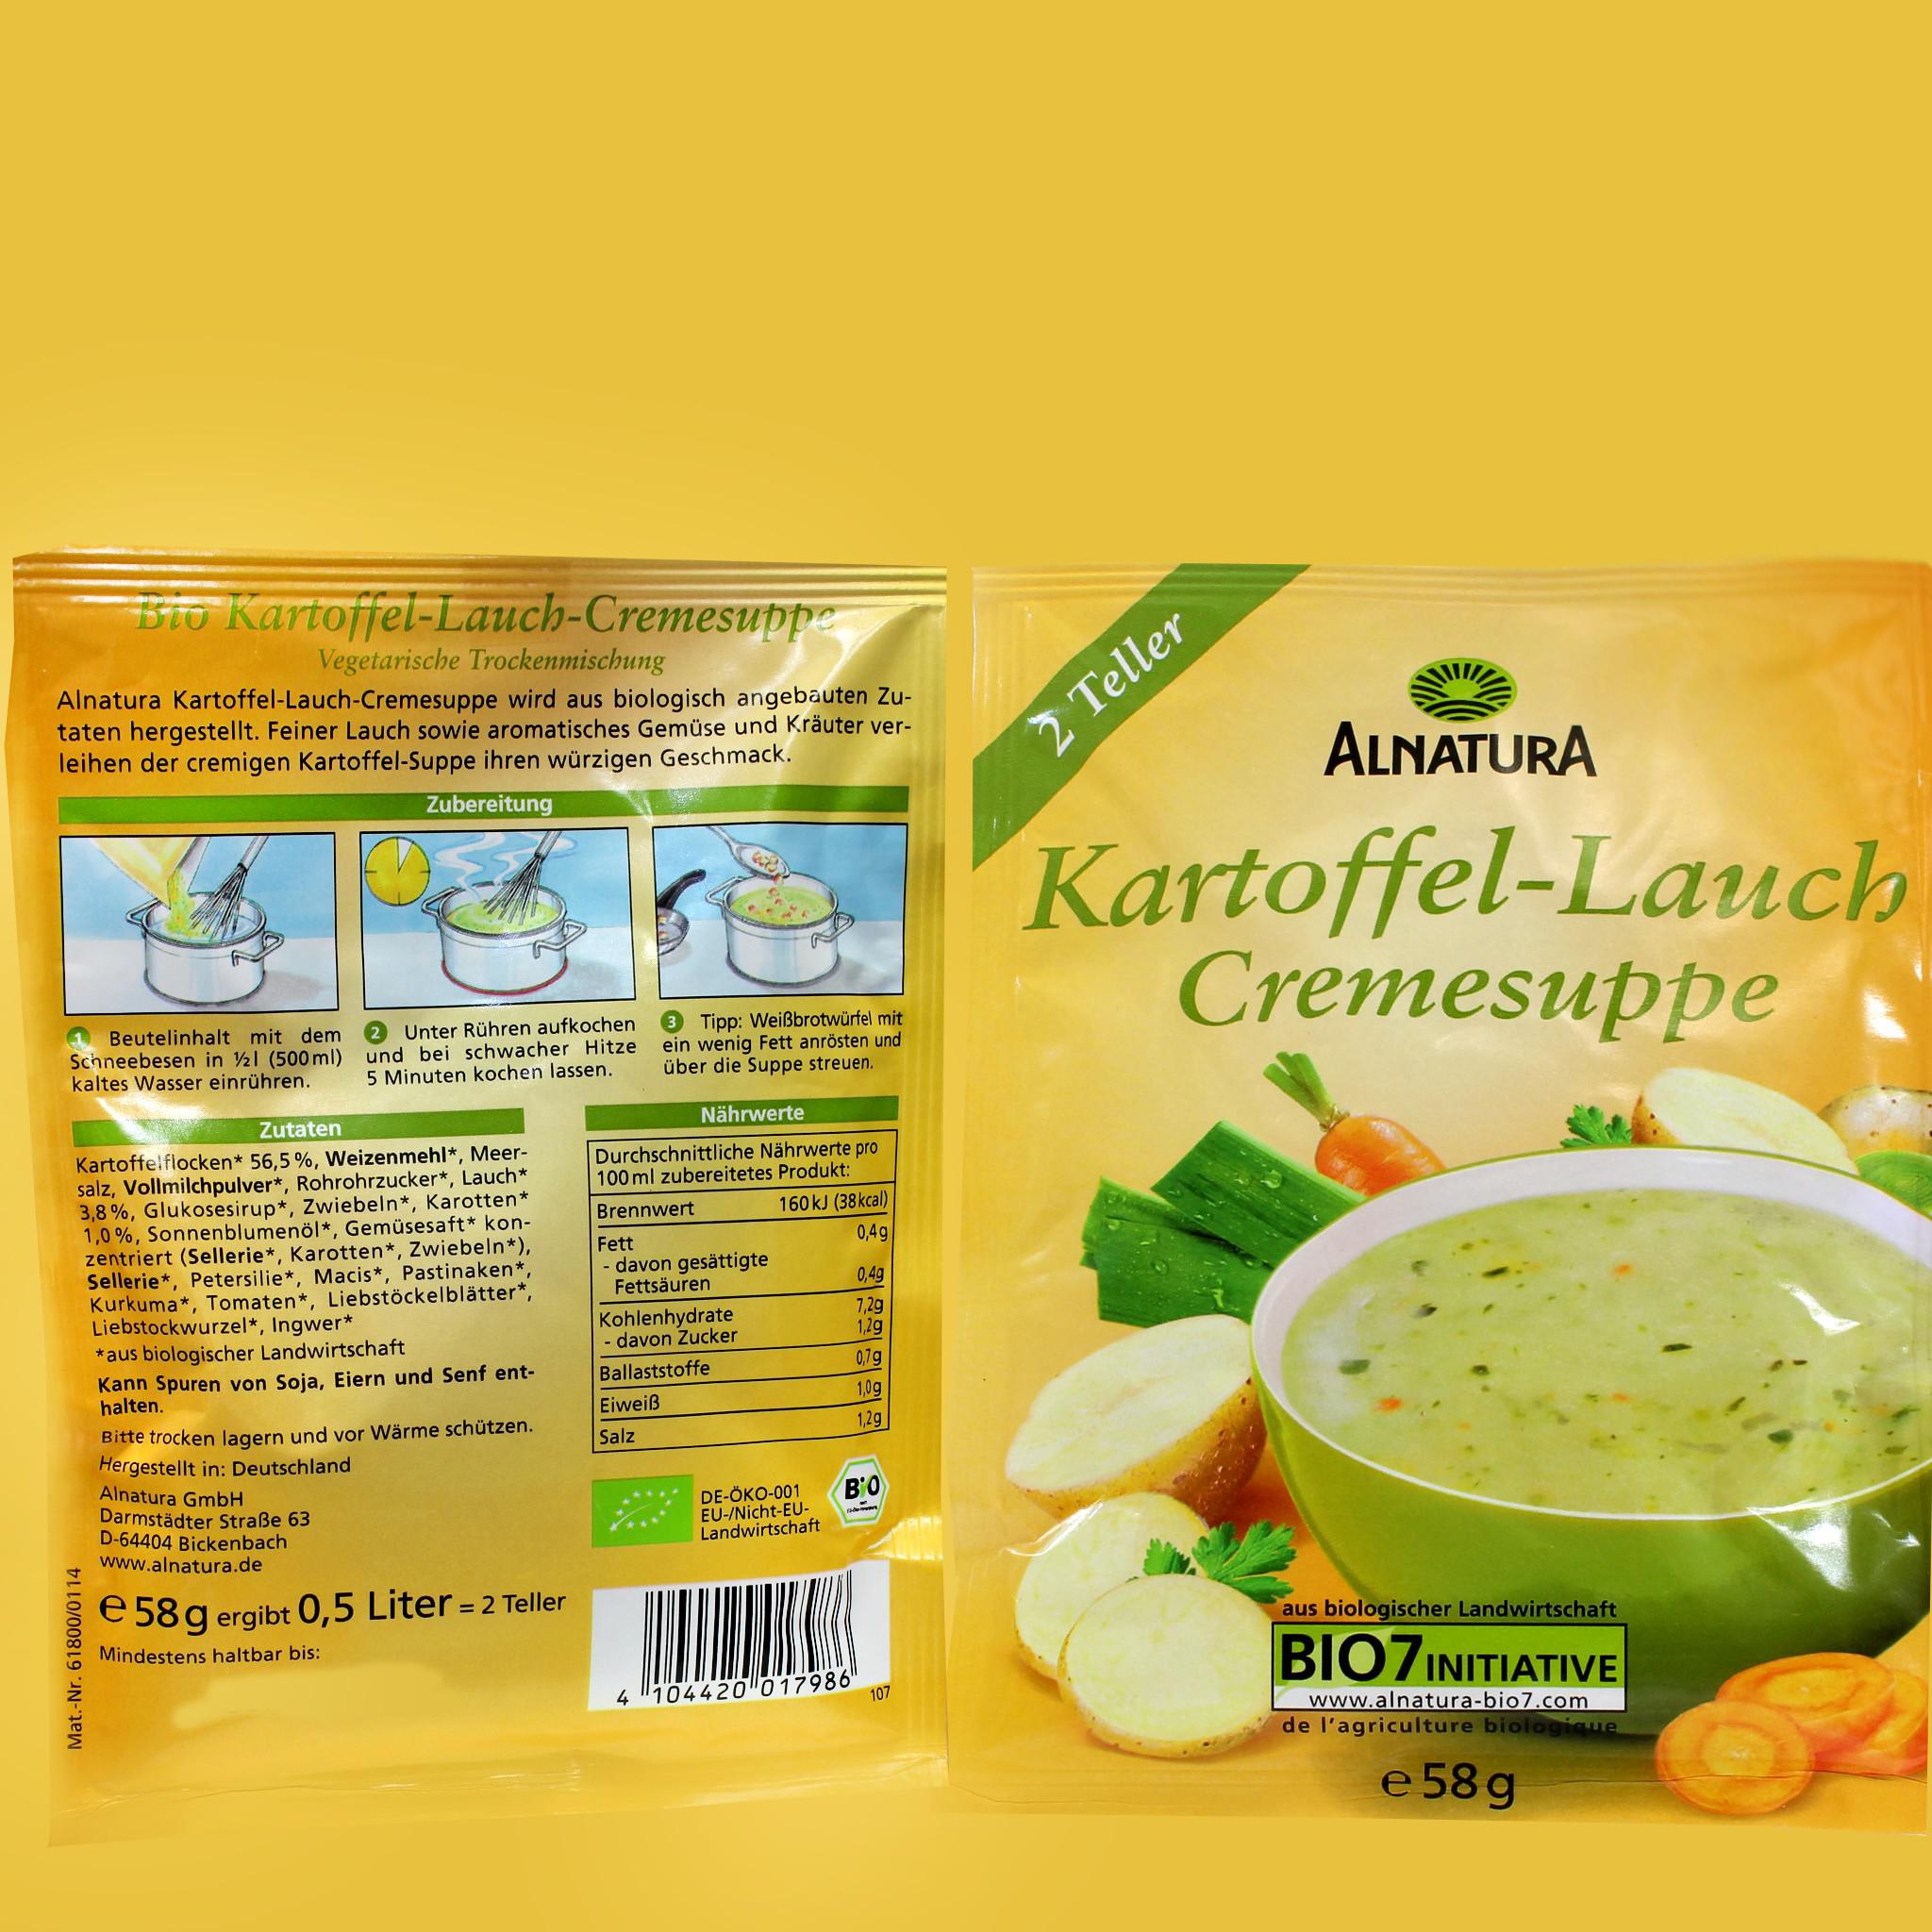 Bio Kartoffel-Lauch-Cremesuppe
Vegetarische Trockenmischung
Alnatura Kartoffel-Lauch-Cremesuppe wird aus biologisch angebauten Zu-
taten hergestellt. Feiner Lauch sowie aromatisches Gemüse und Kräuter ver-
leihen der cremigen Kartoffel-Suppe ihren würzigen Geschmack.
Zubereitung
1 Beutelinhalt mit dem
Schneebesen in ½ l (500 ml)
kaltes Wasser einrühren.
2 Unter Rühren aufkochen
und bei schwacher Hitze
5 Minuten kochen lassen.
3 Tipp: Weißbrotwürfel mit
ein wenig Fett anrösten und
über die Suppe streuen.
Zutaten
Kartoffelflocken* 56,5 %, Weizenmehl*, Meer-
salz, Vollmilchpulver*, Rohrohrzucker*, Lauch*
3,8 %, Glukosesirup*, Zwiebeln*, Karotten*
1,0 %, Sonnenblumenöl*, Gemüsesaft* kon-
zentriert (Sellerie*, Karotten*, Zwiebeln*),
Sellerie*, Petersilie*, Macis*, Pastinaken*,
Kurkuma*, Tomaten*, Liebstöckelblätter*,
Liebstockwurzel*, Ingwer*
*aus biologischer Landwirtschaft
Kann Spuren von Soja, Eiern und Senf ent-
halten.
Bitte trocken lagern und vor Wärme schützen.
Hergestellt in: Deutschland
Alnatura GmbH
Darmstädter Straße 63
D-64404 Bickenbach
www.alnatura.de
℮ 58 g ergibt 0,5 Liter = 2 Teller
Mindestens haltbar bis:
Mat.-Nr. 6180/0114
Nährwerte
Durchschnittliche Nährwerte pro
100 ml zubereitetes Produkt:
Brennwert 160 kJ (38 kcal)
Fett 0,4g
- davon gesättigte
Fettsäuren 0,4g
Kohlenhydrate 7,2g
- davon Zucker 1,2g
Ballaststoffe 0,7g
Eiweiß 1,0g
Salz 1,2g
DE-ÖKO-001
EU-/Nicht-EU-
Landwirtschaft
Bio
4 104420 017986
107
2 Teller
ALNATURA
Kartoffel-Lauch
Cremesuppe
aus biologischer Landwirtschaft
BIO7 INITIATIVE
www.alnatura-bio7.com
de l'agriculture biologique
℮ 58 g